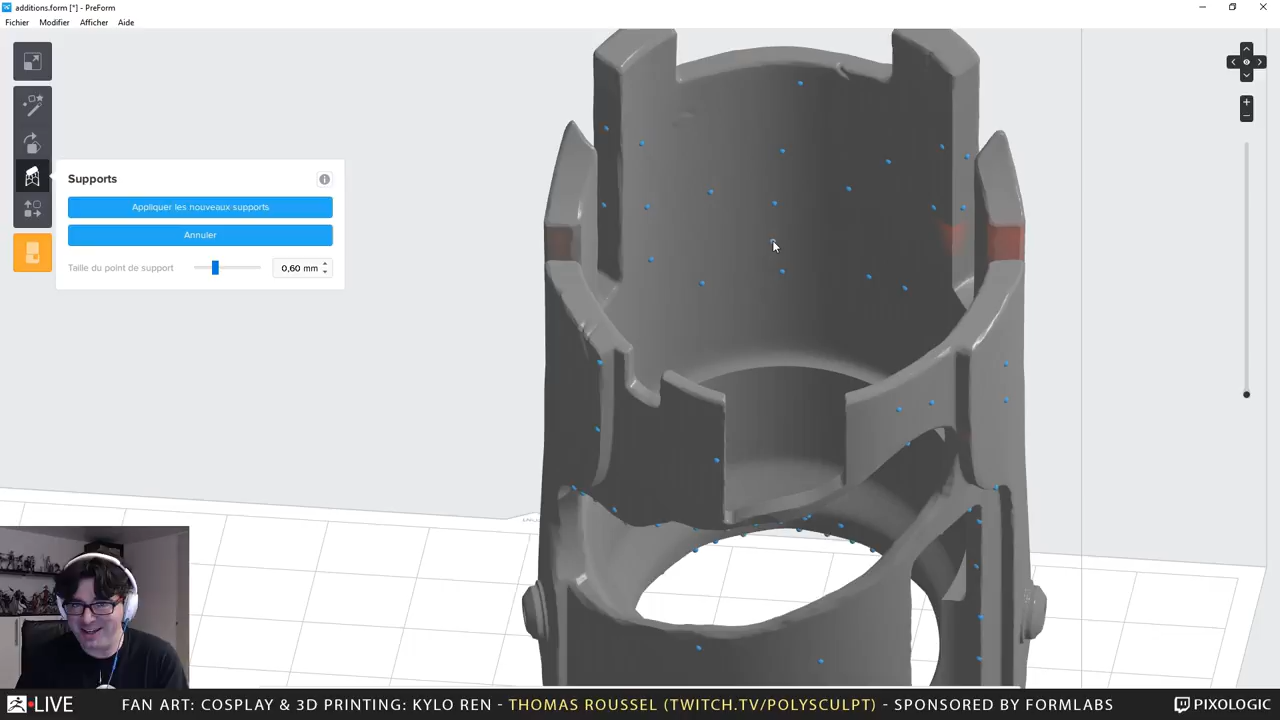 additions.form [*] - PreForm
Fichier Modifier Afficher Aide
Supports
Appliquer les nouveaux supports
Annuler
Taille du point de support 0,60 mm
LIVE FAN ART: COSPLAY & 3D PRINTING: KYLO REN - THOMAS ROUSSEL (TWITCH.TV/POLYSCULPT) - SPONSORED BY FORMLABS PIXOLOGIC